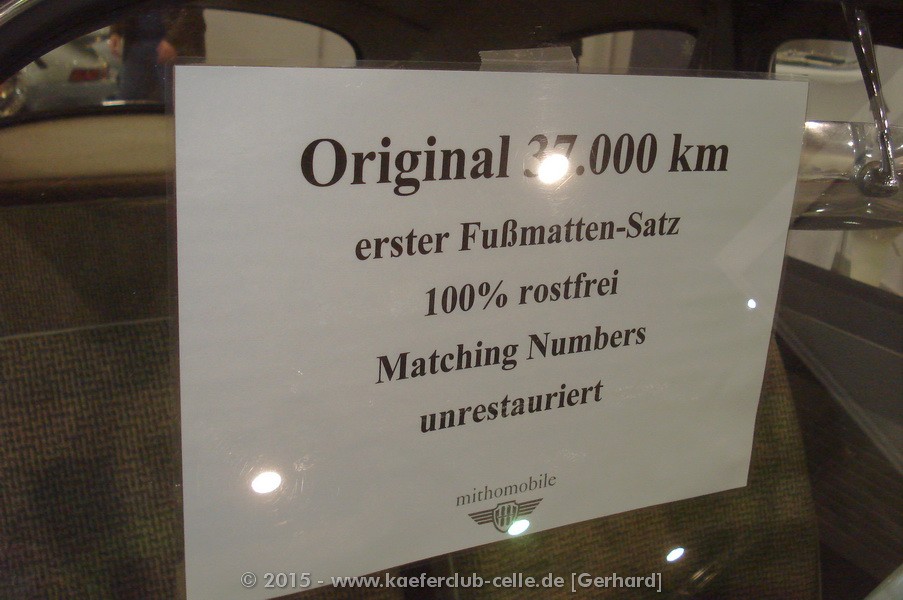 Original 37.000 km
erster Fußmatten-Satz
100% rostfrei
Matching Numbers
unrestauriert
mithomobile
© 2015 - www.kaeferclub-celle.de [Gerhard]